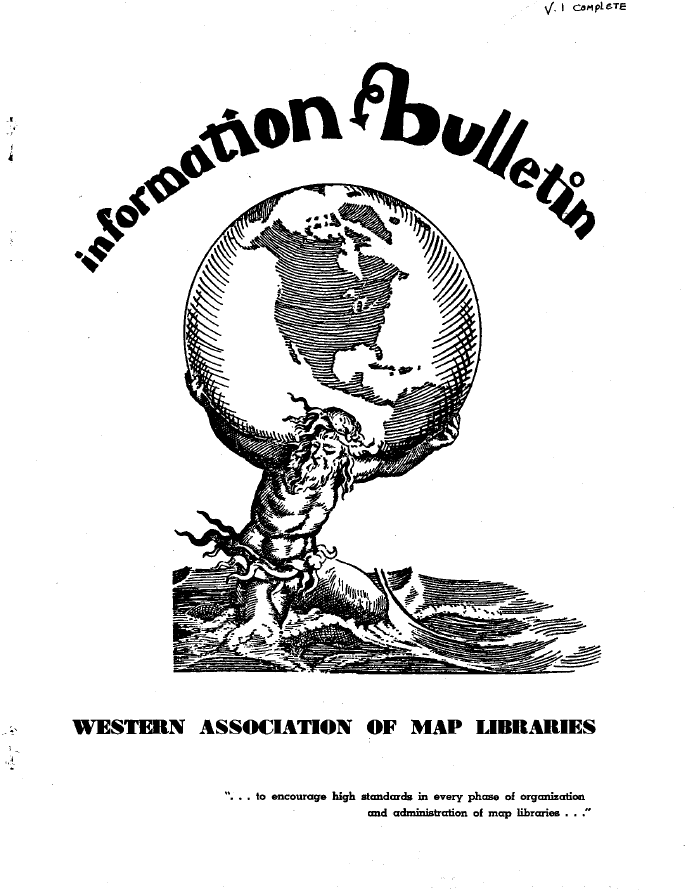 V. 1 COMPLETE
information bulletin
WESTERN ASSOCIATION OF MAP LIBRARIES
". . . to encourage high standards in every phase of organization
and administration of map libraries . . ."